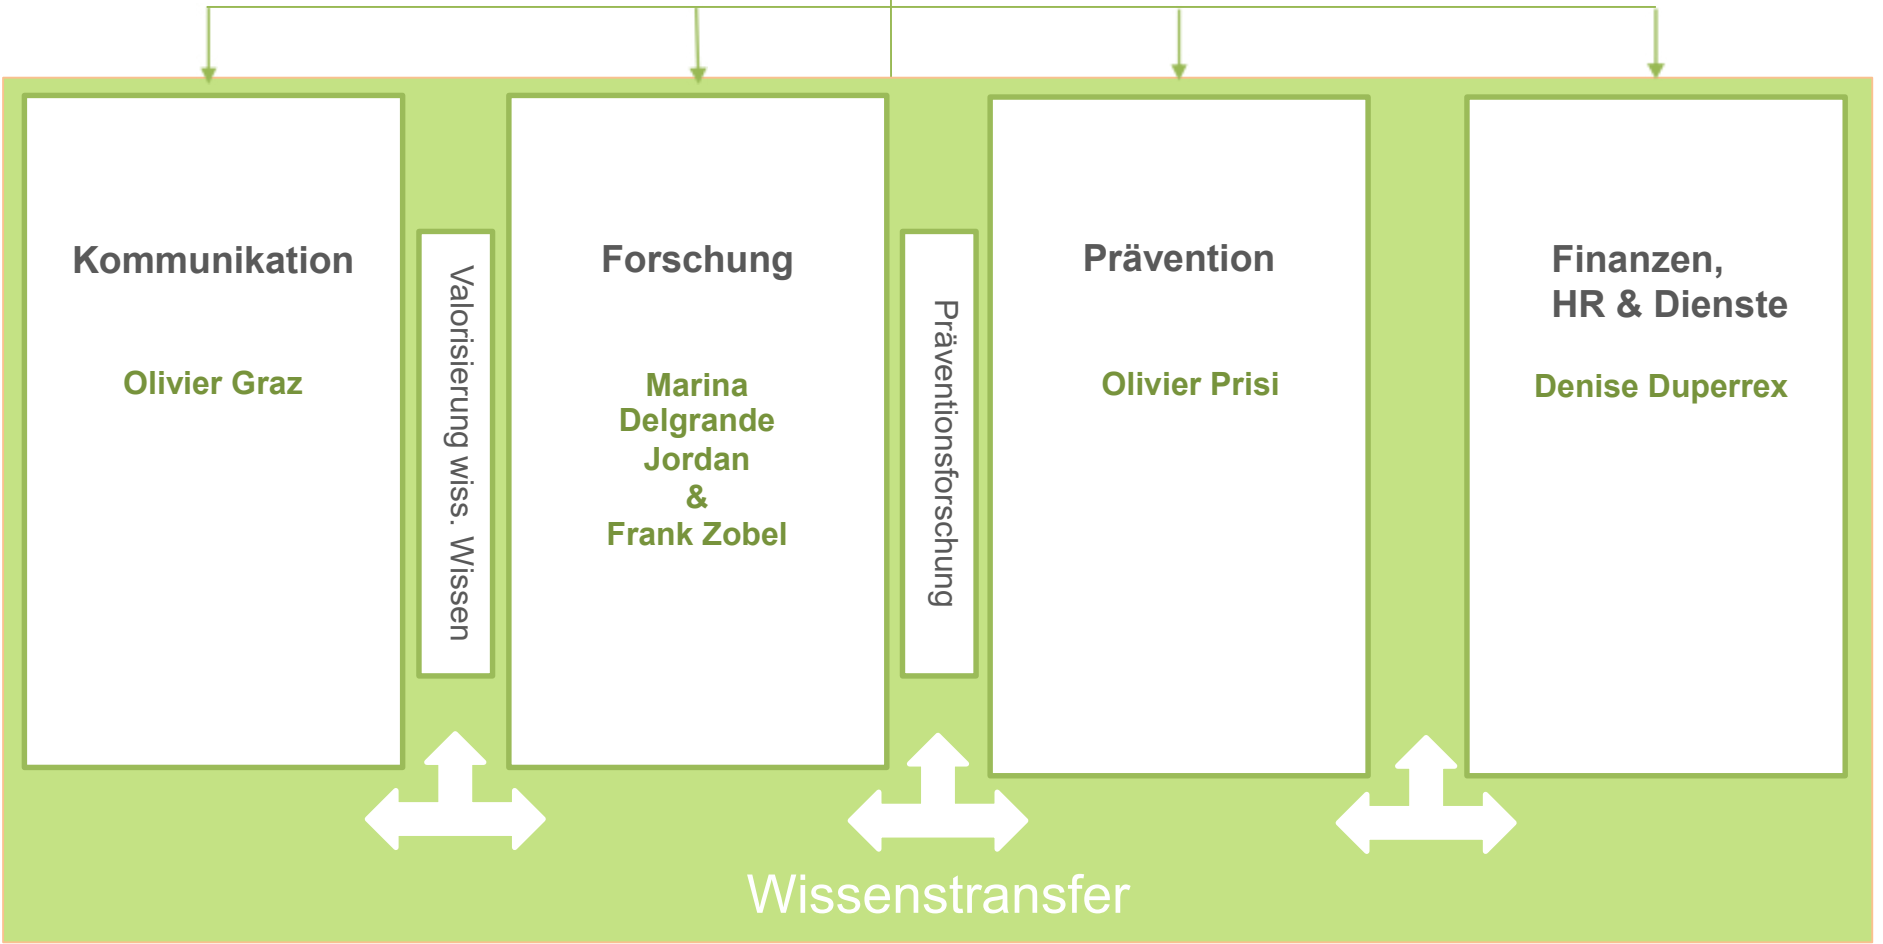 Kommunikation
Olivier Graz
Valorisierung wiss. Wissen
Forschung
Marina
Delgrande
Jordan
&
Frank Zobel
Präventionsforschung
Prävention
Olivier Prisi
Finanzen,
HR & Dienste
Denise Duperrex
Wissenstransfer